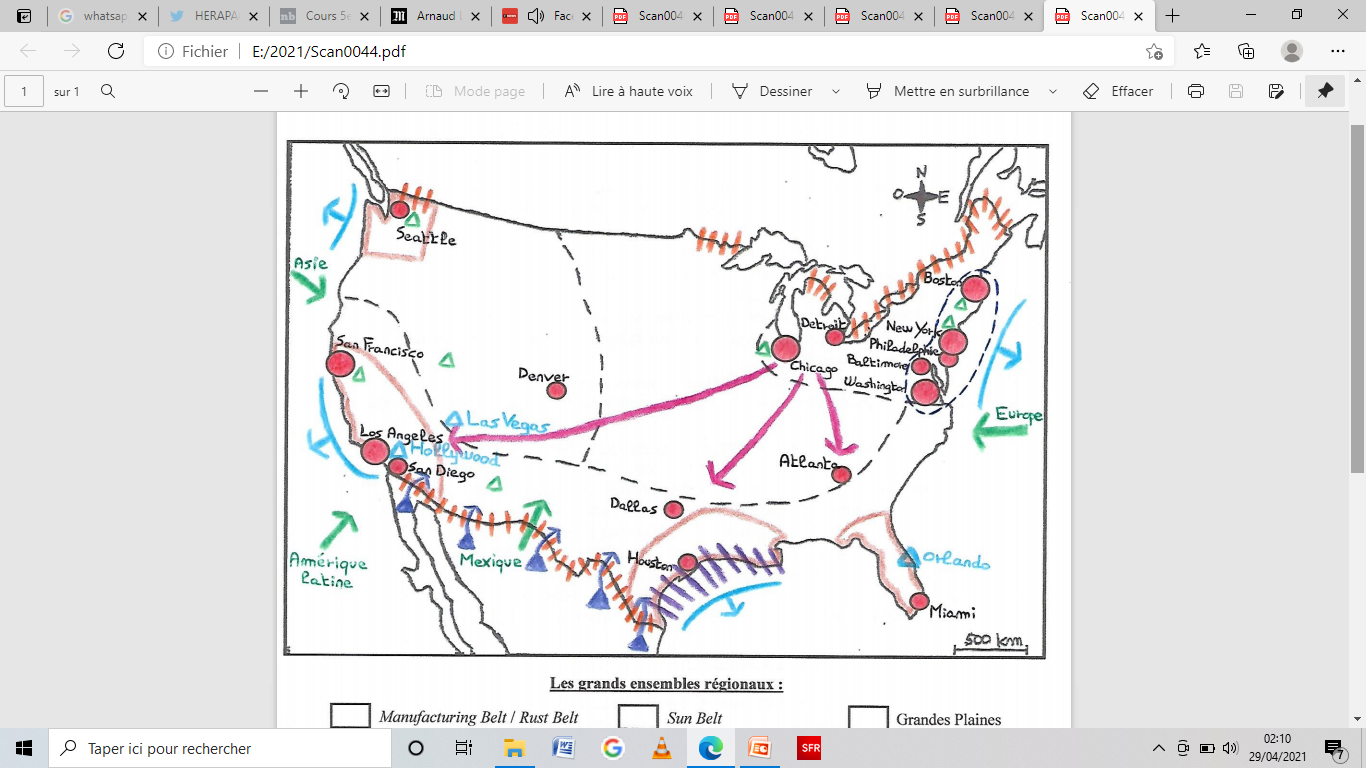 whatsap
HERAPA
Cours 5e
Arnaud
Fac
Scan004
Scan004
Scan004
Scan004
Scan004
Fichier
E:/2021/Scan0044.pdf
1
sur 1
Mode page
Lire à haute voix
Dessiner
Mettre en surbrillance
Effacer
N
O E
S
Seattle
Asie
Boston
San Francisco
Detroit
New York
Philadelphie
Baltimore
Chicago
Washington
Denver
Las Vegas
Europe
Los Angeles
Hollywood
San Diego
Atlanta
Dallas
Amérique
Latine
Mexique
Houston
Orlando
Miami
500 km
Les grands ensembles régionaux :
Manufacturing Belt / Rust Belt
Sun Belt
Grandes Plaines
Taper ici pour rechercher
SFR
02:10
29/04/2021
7